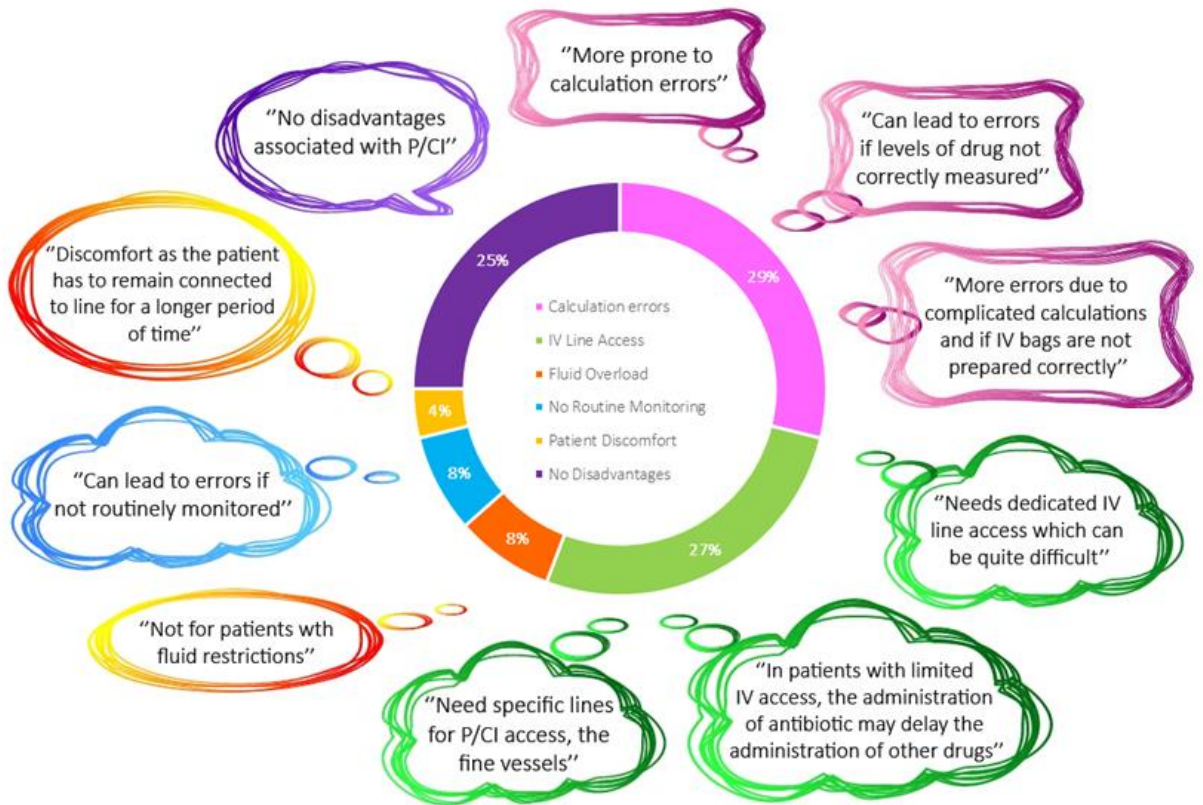 “More prone to
calculation errors”
“No disadvantages
associated with P/CI”
“Can lead to errors
if levels of drug not
correctly measured”
“Discomfort as the patient
has to remain connected
to line for a longer period
of time”
“More errors due to
complicated calculations
and if IV bags are not
prepared correctly”
25%
29%
4%
8%
8%
27%
Calculation errors
IV Line Access
Fluid Overload
No Routine Monitoring
Patient Discomfort
No Disadvantages
“Can lead to errors if
not routinely monitored”
“Needs dedicated IV
line access which can
be quite difficult”
“Not for patients wth
fluid restrictions”
“Need specific lines
for P/CI access, the
fine vessels”
“In patients with limited
IV access, the administration
of antibiotic may delay the
administration of other drugs”